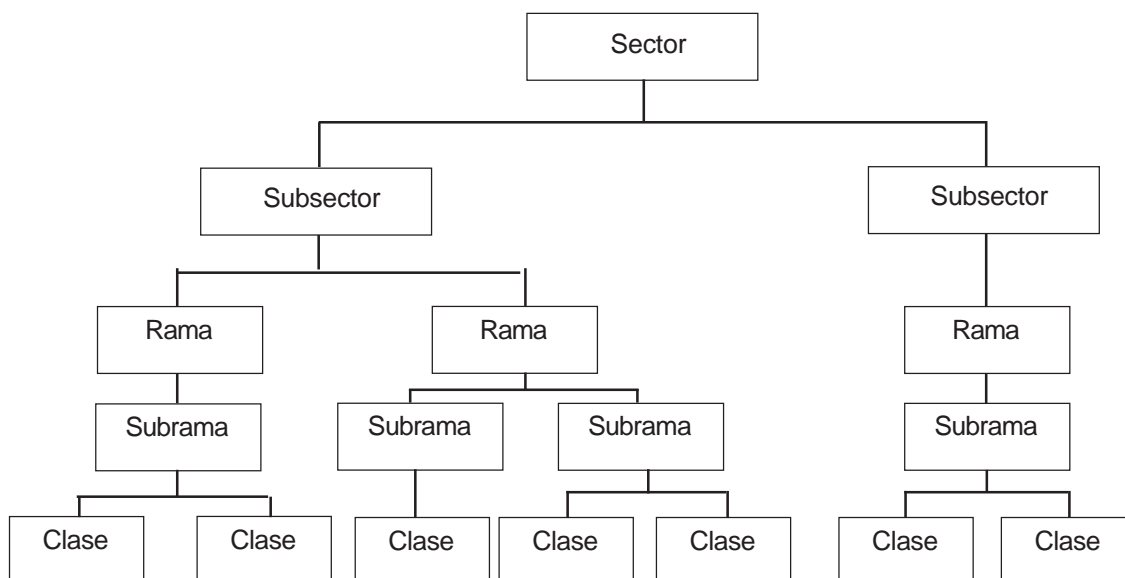 Sector
Subsector Subsector
Rama Rama Rama
Subrama Subrama Subrama Subrama
Clase Clase Clase Clase Clase Clase Clase